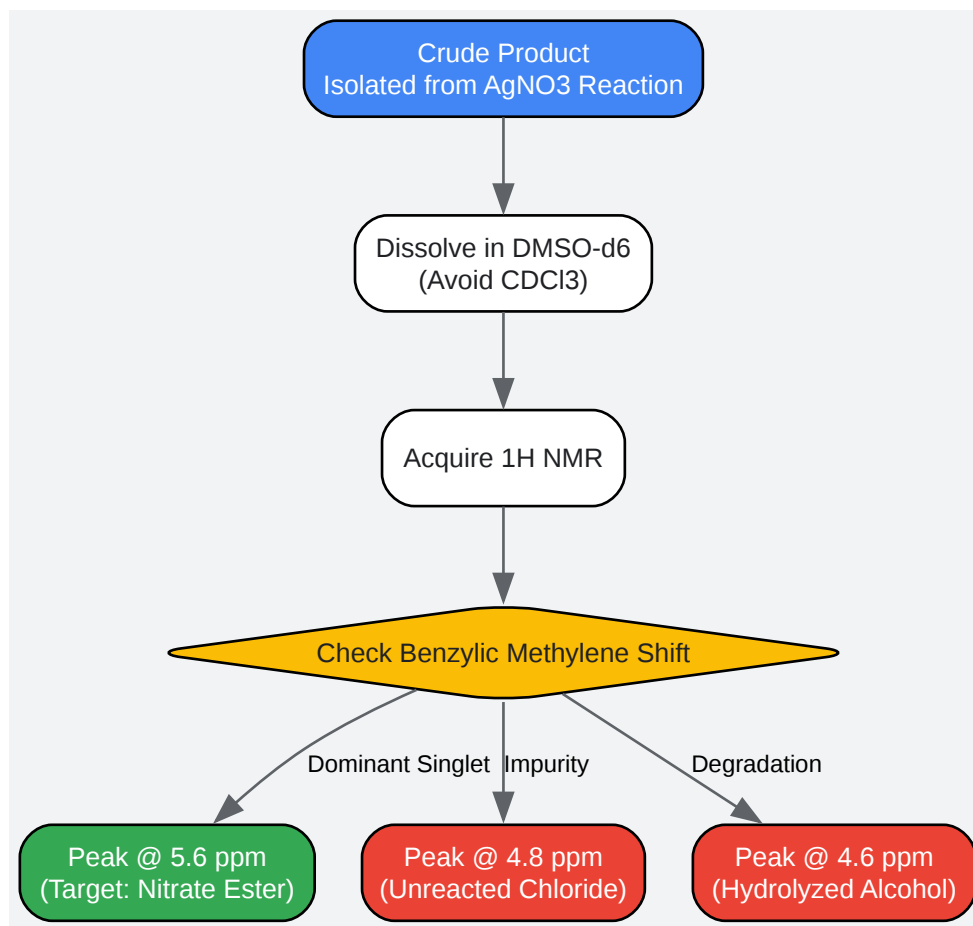 Crude Product
Isolated from AgNO3 Reaction
Dissolve in DMSO-d6
(Avoid CDCl3)
Acquire 1H NMR
Check Benzylic Methylene Shift
Dominant Singlet
Impurity
Degradation
Peak @ 5.6 ppm
(Target: Nitrate Ester)
Peak @ 4.8 ppm
(Unreacted Chloride)
Peak @ 4.6 ppm
(Hydrolyzed Alcohol)